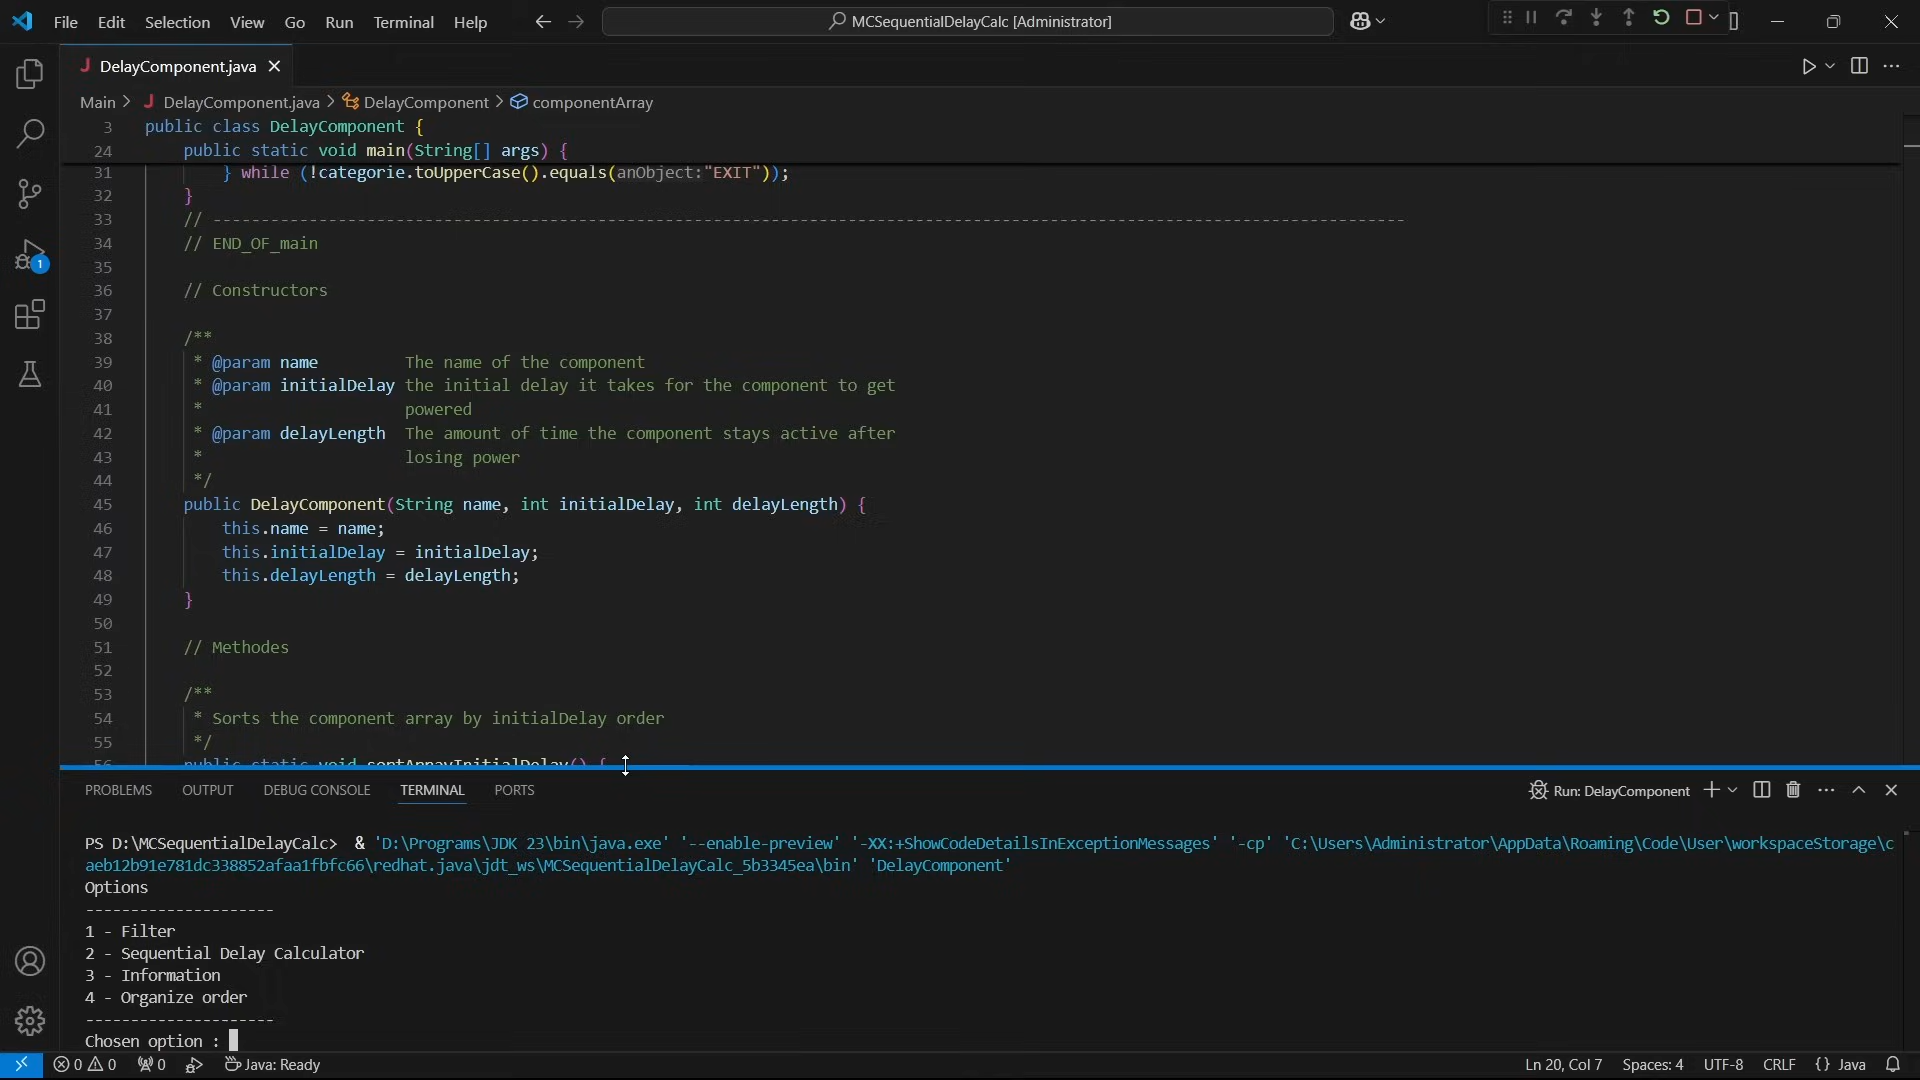 File Edit Selection View Go Run Terminal Help
MCSequentialDelayCalc [Administrator]
DelayComponent.java
Main > DelayComponent.java > DelayComponent > componentArray
3 public class DelayComponent {
24 public static void main(String[] args) {
31 } while (!categorie.toUpperCase().equals(anObject:"EXIT"));
32 }
33 // ----------------------------------------------------------------------------------------------------------------------------
34 // END_OF_main
35
36 // Constructors
37
38 /**
39 * @param name The name of the component
40 * @param initialDelay the initial delay it takes for the component to get
41 * powered
42 * @param delayLength The amount of time the component stays active after
43 * losing power
44 */
45 public DelayComponent(String name, int initialDelay, int delayLength) {
46 this.name = name;
47 this.initialDelay = initialDelay;
48 this.delayLength = delayLength;
49 }
50
51 // Methodes
52
53 /**
54 * Sorts the component array by initialDelay order
55 */
56 public static void sortArrayInitialDelay() {
1
PROBLEMS OUTPUT DEBUG CONSOLE TERMINAL PORTS
Run: DelayComponent
PS D:\MCSequentialDelayCalc> & 'D:\Programs\JDK 23\bin\java.exe' '--enable-preview' '-XX:+ShowCodeDetailsInExceptionMessages' '-cp' 'C:\Users\Administrator\AppData\Roaming\Code\User\workspaceStorage\c
aeb12b91e781dc338852afaa1fbfc66\redhat.java\jdt_ws\MCSequentialDelayCalc_5b3345ea\bin' 'DelayComponent'
Options
---------------------
1 - Filter
2 - Sequential Delay Calculator
3 - Information
4 - Organize order
---------------------
Chosen option :
0 0 0 Java: Ready Ln 20, Col 7 Spaces: 4 UTF-8 CRLF {} Java